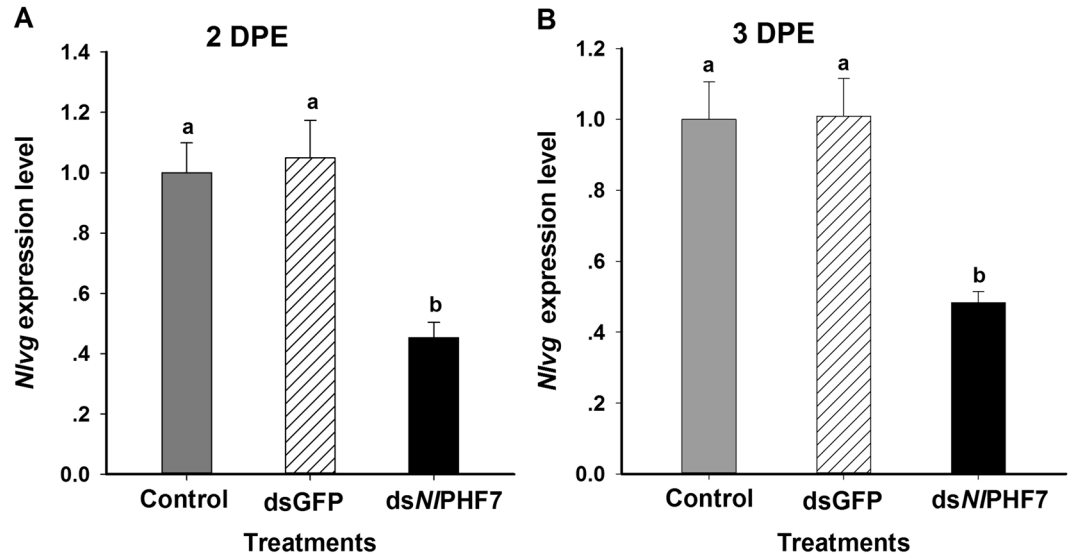 A
2 DPE
1.4
1.2
1.0
.8
.6
.4
.2
0.0
Nlvg expression level
a
a
b
Control
dsGFP
dsNlPHF7
Treatments
B
3 DPE
1.2
1.0
.8
.6
.4
.2
0.0
Nlvg expression level
a
a
b
Control
dsGFP
dsNlPHF7
Treatments